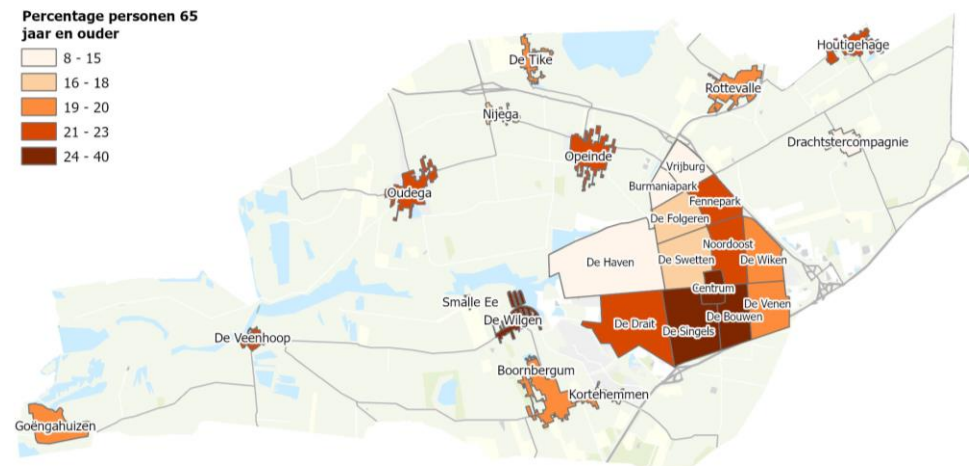 Percentage personen 65
jaar en ouder
8 - 15
16 - 18
19 - 20
21 - 23
24 - 40
De Tike
Houtigehage
Rottevalle
Nijega
Drachtstercompagnie
Opeinde
Vrijburg
Oudega
Burmaniapark
Fennepark
De Folgeren
Noordoost
De Haven
De Swetten
De Wiken
Centrum
Smalle Ee
De Venen
De Wilgen
De Bouwen
De Drait
De Singels
De Veenhoop
Boornbergum
Kortehemmen
Goëngahuizen